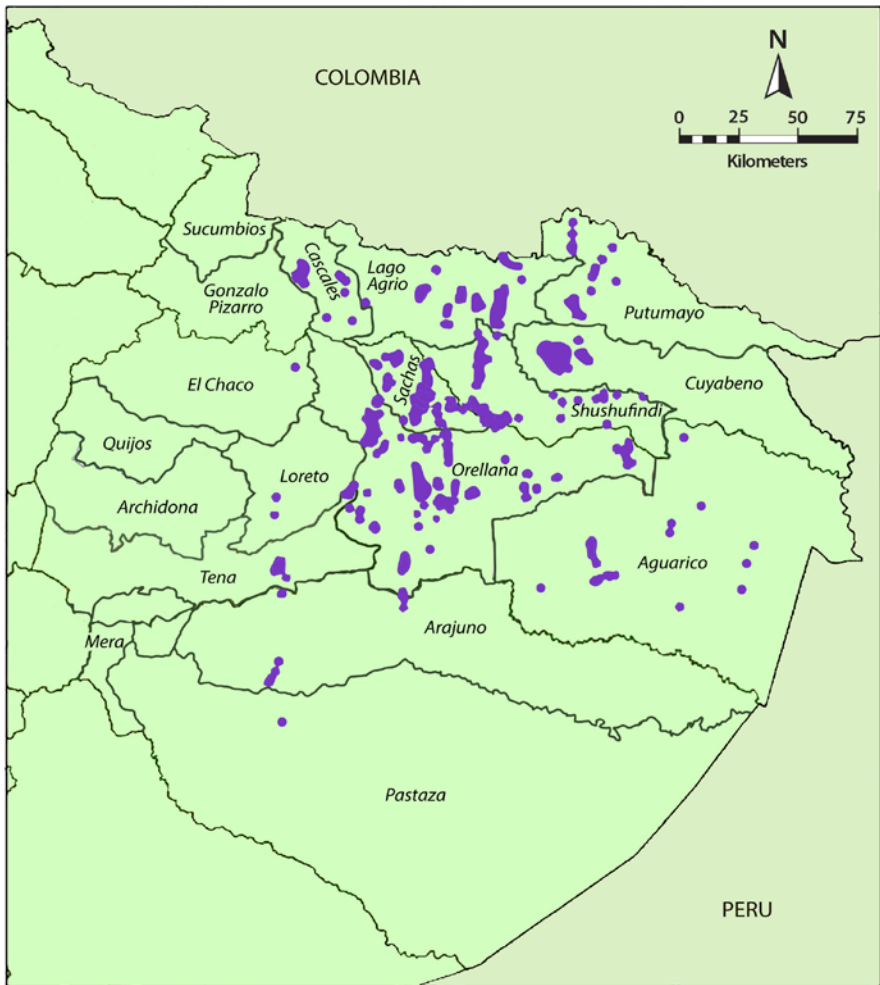 COLOMBIA
N
0 25 50 75
Kilometers
Sucumbios
Cascales
Lago
Agrio
Gonzalo
Pizarro
Putumayo
El Chaco
Sachas
Cuyabeno
Shushufindi
Quijos
Loreto
Orellana
Archidona
Tena
Aguarico
Mera
Arajuno
Pastaza
PERU